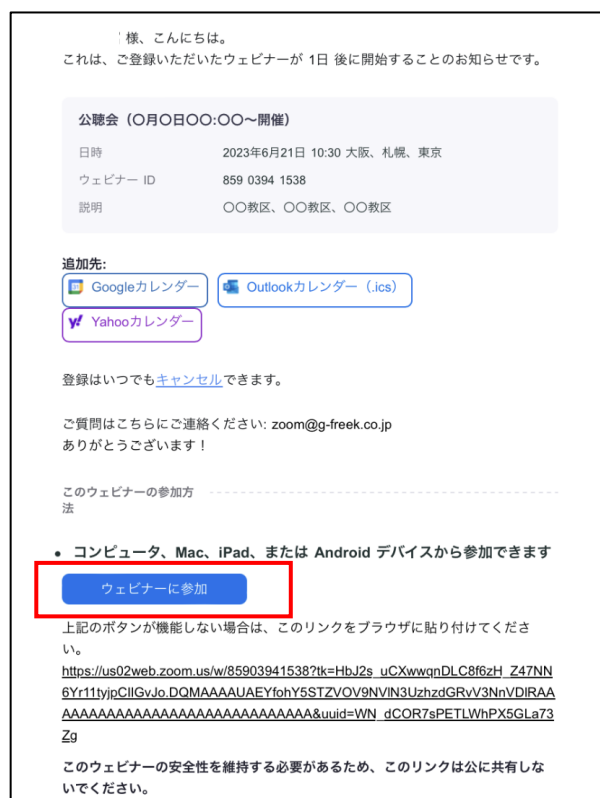 様、こんにちは。
これは、ご登録いただいたウェビナーが 1日 後に開始することのお知らせです。
公聴会（〇月〇日〇〇:〇〇〜開催）
日時 2023年6月21日 10:30 大阪、札幌、東京
ウェビナー ID 859 0394 1538
説明 〇〇教区、〇〇教区、〇〇教区
追加先:
Googleカレンダー Outlookカレンダー（.ics）
Yahooカレンダー
登録はいつでもキャンセルできます。
ご質問はこちらにご連絡ください: zoom@g-freek.co.jp
ありがとうございます！
このウェビナーの参加方
法
• コンピュータ、Mac、iPad、または Android デバイスから参加できます
ウェビナーに参加
上記のボタンが機能しない場合は、このリンクをブラウザに貼り付けてくださ
い。
https://us02web.zoom.us/w/85903941538?tk=HbJ2s_uCXwwqnDLC8f6zH_Z47NN
6Yr11tyjpCIlGvJo.DQMAAAAUAEYfohY5STZVOV9NVlN3UzhzdGRvV3NnVDlRAA
AAAAAAAAAAAAAAAAAAAAAAAAAAAA&uuid=WN_dCOR7sPETLWhPX5GLa73
Zg
このウェビナーの安全性を維持する必要があるため、このリンクは公に共有しな
いでください。